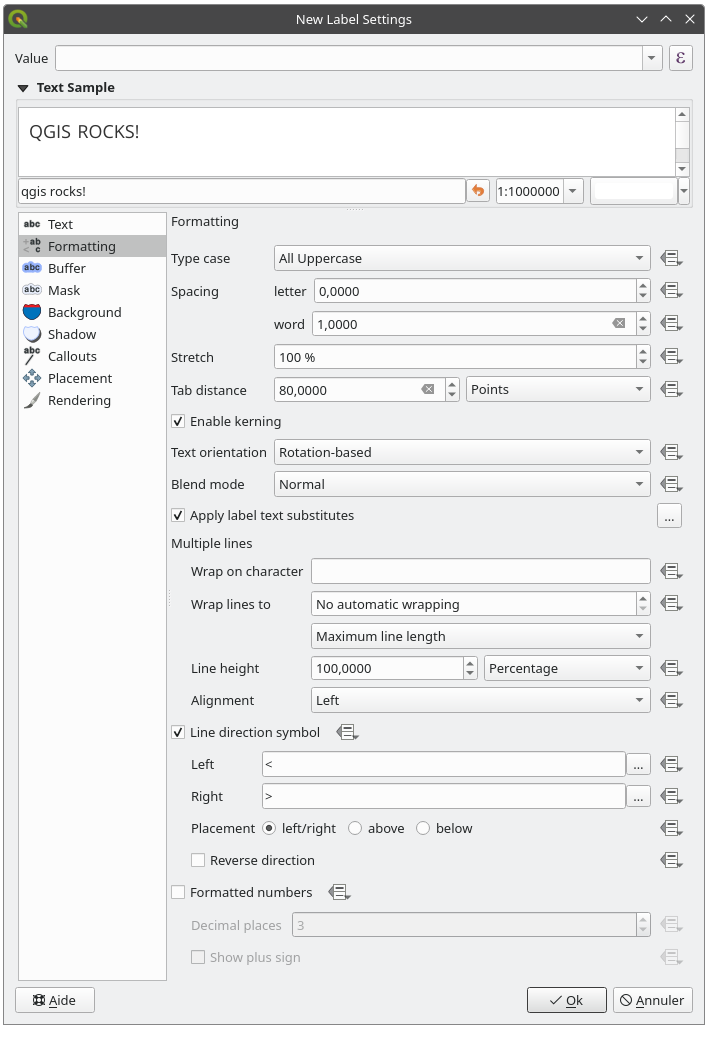 New Label Settings
Value
ε
Text Sample
QGIS ROCKS!
qgis rocks! 1:1000000
abc Text
ab c Formatting
abc Buffer
abc Mask
Background
Shadow
abc Callouts
Placement
Rendering
Formatting
Type case All Uppercase
Spacing letter 0,0000
word 1,0000
Stretch 100 %
Tab distance 80,0000 Points
Enable kerning
Text orientation Rotation-based
Blend mode Normal
Apply label text substitutes ...
Multiple lines
Wrap on character
Wrap lines to No automatic wrapping
Maximum line length
Line height 100,0000 Percentage
Alignment Left
Line direction symbol
Left < ...
Right > ...
Placement left/right above below
Reverse direction
Formatted numbers
Decimal places 3
Show plus sign
Aide Ok Annuler